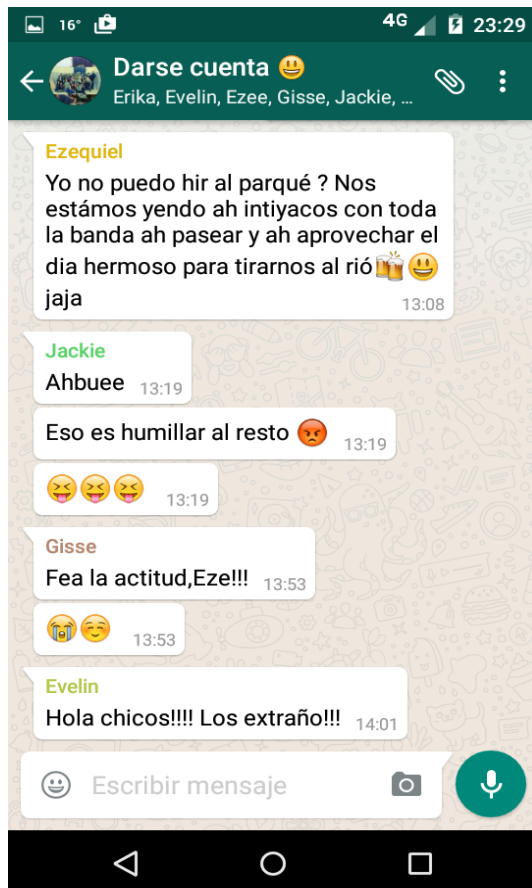 16° 4G 23:29
Darse cuenta 😃
Erika, Evelin, Ezee, Gisse, Jackie, ...
Ezequiel
Yo no puedo hir al parqué ? Nos
estámos yendo ah intiyacos con toda
la banda ah pasear y ah aprovechar el
dia hermoso para tirarnos al rió🍻😃
jaja 13:08
Jackie
Ahbuee 13:19
Eso es humillar al resto 😡 13:19
😝😝😝 13:19
Gisse
Fea la actitud,Eze!!! 13:53
😭☺️ 13:53
Evelin
Hola chicos!!!! Los extraño!!! 14:01
Escribir mensaje